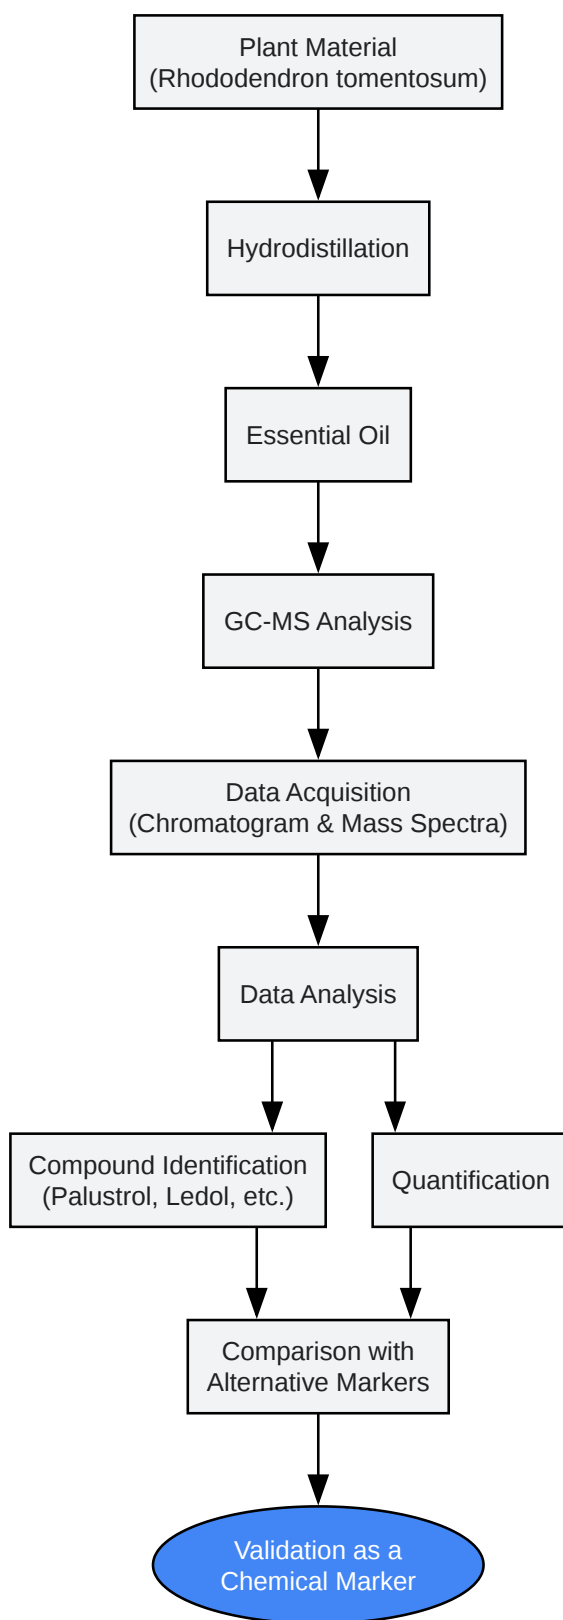 Plant Material
(Rhododendron tomentosum)
Hydrodistillation
Essential Oil
GC-MS Analysis
Data Acquisition
(Chromatogram & Mass Spectra)
Data Analysis
Compound Identification
(Palustrol, Ledol, etc.)
Quantification
Comparison with
Alternative Markers
Validation as a
Chemical Marker